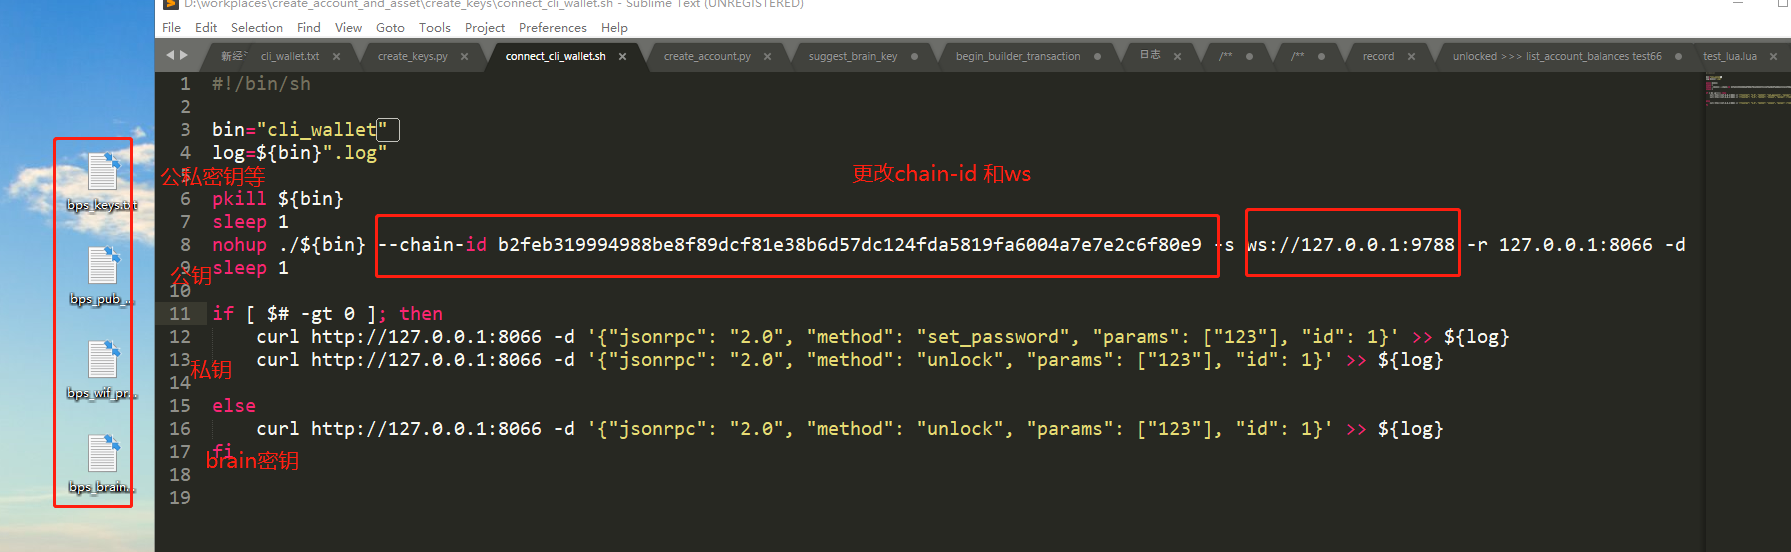 D:\workplaces\create_account_and_asset\create_keys\connect_cli_wallet.sh - Sublime Text (UNREGISTERED)
File Edit Selection Find View Goto Tools Project Preferences Help
cli_wallet.txt create_keys.py connect_cli_wallet.sh create_account.py suggest_brain_key begin_builder_transaction 日志 /** /** record unlocked >>> list_account_balances test66 test_lua.lua
1 #!/bin/sh
2
3 bin="cli_wallet"
4 log=${bin}".log"
5
6 pkill ${bin}
7 sleep 1
8 nohup ./${bin} --chain-id b2feb319994988be8f89dcf81e38b6d57dc124fda5819fa6004a7e7e2c6f80e9 -s ws://127.0.0.1:9788 -r 127.0.0.1:8066 -d
9 sleep 1
10
11 if [ $# -gt 0 ]; then
12 curl http://127.0.0.1:8066 -d '{"jsonrpc": "2.0", "method": "set_password", "params": ["123"], "id": 1}' >> ${log}
13 curl http://127.0.0.1:8066 -d '{"jsonrpc": "2.0", "method": "unlock", "params": ["123"], "id": 1}' >> ${log}
14
15 else
16 curl http://127.0.0.1:8066 -d '{"jsonrpc": "2.0", "method": "unlock", "params": ["123"], "id": 1}' >> ${log}
17 fi
18
19
更改chain-id 和ws
bps_keys.txt
公私密钥等
bps_pub_...
公钥
bps_wif_pr...
私钥
bps_brain...
brain密钥